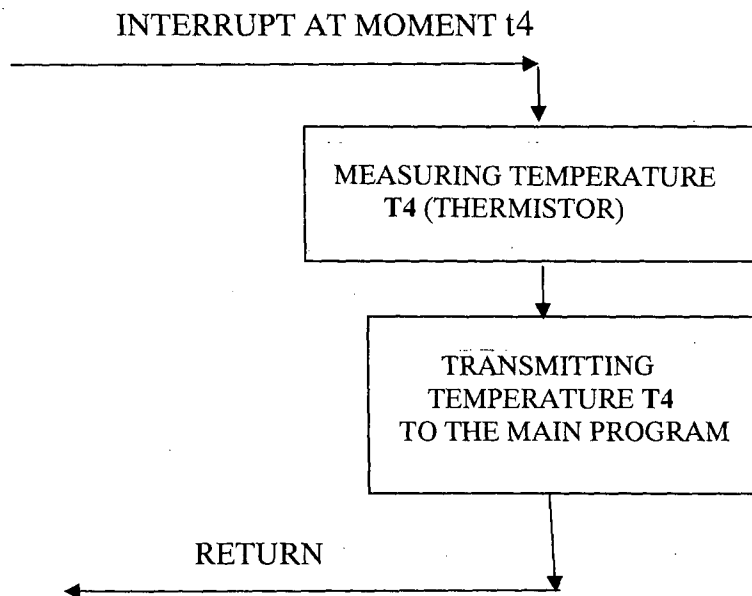 INTERRUPT AT MOMENT t4
MEASURING TEMPERATURE
T4 (THERMISTOR)
TRANSMITTING
TEMPERATURE T4
TO THE MAIN PROGRAM
RETURN